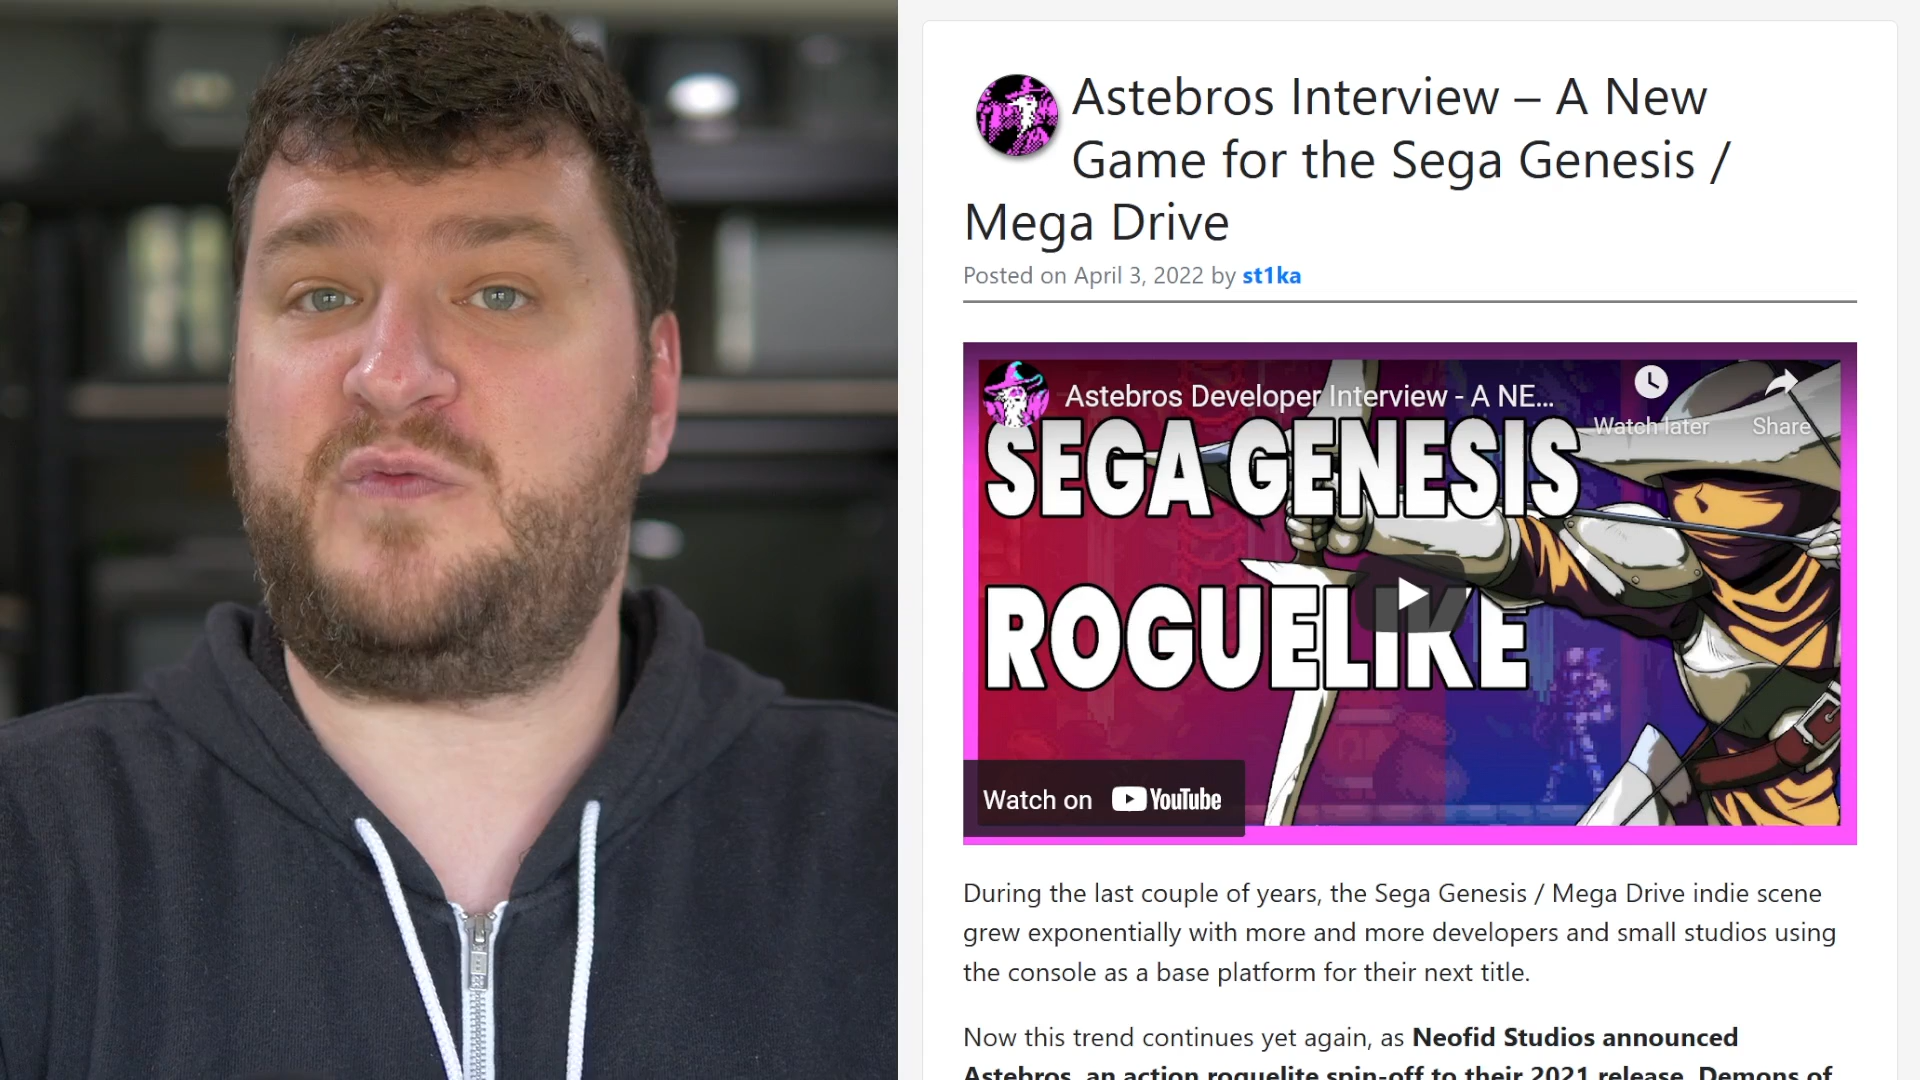 Astebros Interview – A New
Game for the Sega Genesis /
Mega Drive
Posted on April 3, 2022 by st1ka
Astebros Developer Interview - A NE...
Watch later
Share
SEGA GENESIS
ROGUELIKE
Watch on YouTube
During the last couple of years, the Sega Genesis / Mega Drive indie scene
grew exponentially with more and more developers and small studios using
the console as a base platform for their next title.
Now this trend continues yet again, as Neofid Studios announced
Astebros, an action roguelite spin-off to their 2021 release, Demons of